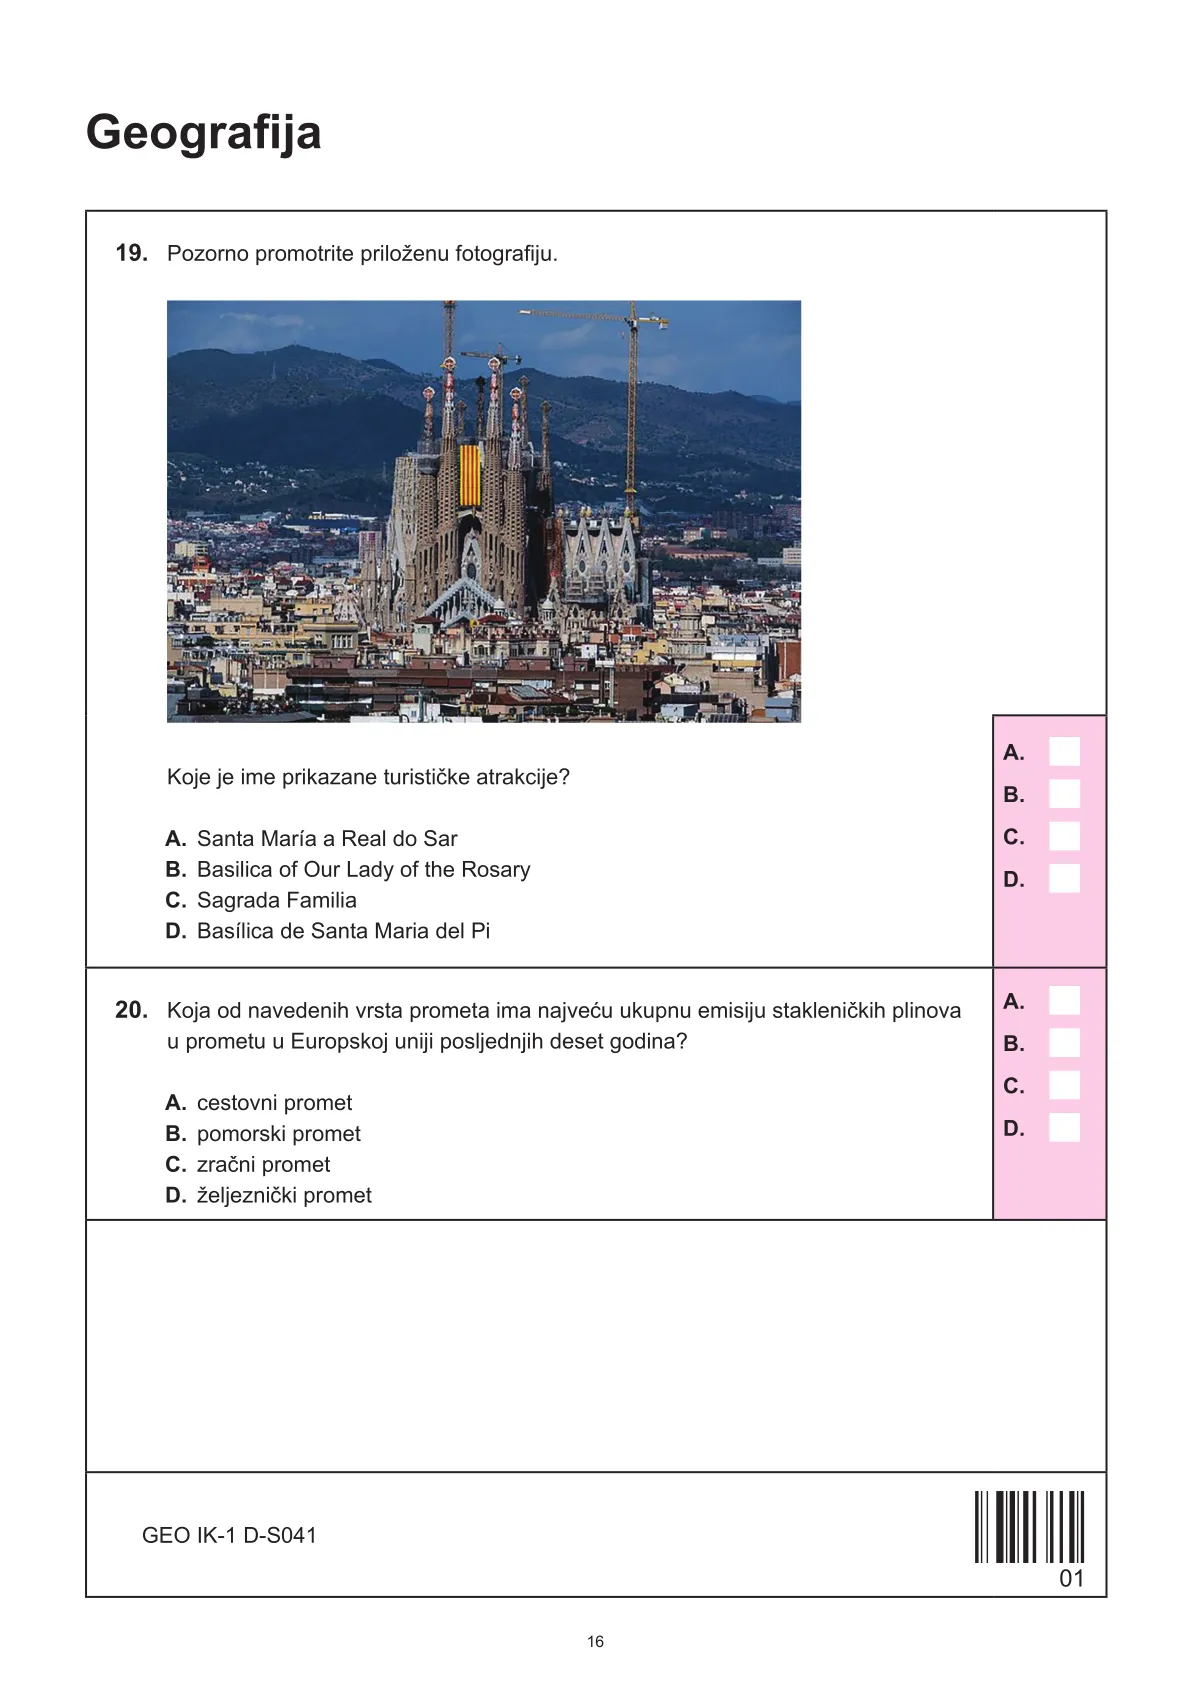 Geografija
19. Pozorno promotrite priloženu fotografiju.
Koje je ime prikazane turističke atrakcije?
A. Santa María a Real do Sar
B. Basilica of Our Lady of the Rosary
C. Sagrada Familia
D. Basílica de Santa Maria del Pi
A.
B.
C.
D.
20. Koja od navedenih vrsta prometa ima najveću ukupnu emisiju stakleničkih plinova
u prometu u Europskoj uniji posljednjih deset godina?
A. cestovni promet
B. pomorski promet
C. zračni promet
D. željeznički promet
A.
B.
C.
D.
GEO IK-1 D-S041
01
16